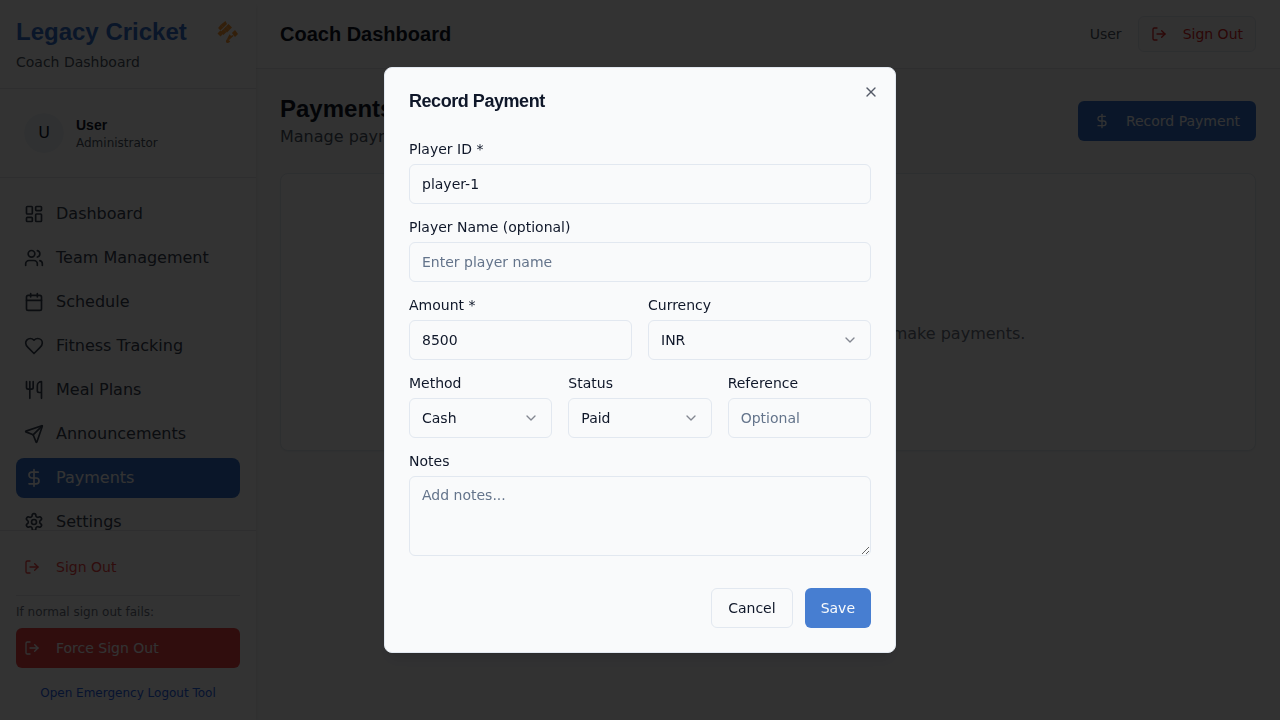 Legacy Cricket
Coach Dashboard
U
User
Administrator
Dashboard
Team Management
Schedule
Fitness Tracking
Meal Plans
Announcements
Payments
Settings
Sign Out
If normal sign out fails:
Force Sign Out
Open Emergency Logout Tool
Coach Dashboard
User
Sign Out
Payments
Manage payr
Record Payment
make payments.
Record Payment
Player ID *
player-1
Player Name (optional)
Enter player name
Amount *
Currency
8500
INR
Method
Status
Reference
Cash
Paid
Optional
Notes
Add notes...
Cancel
Save